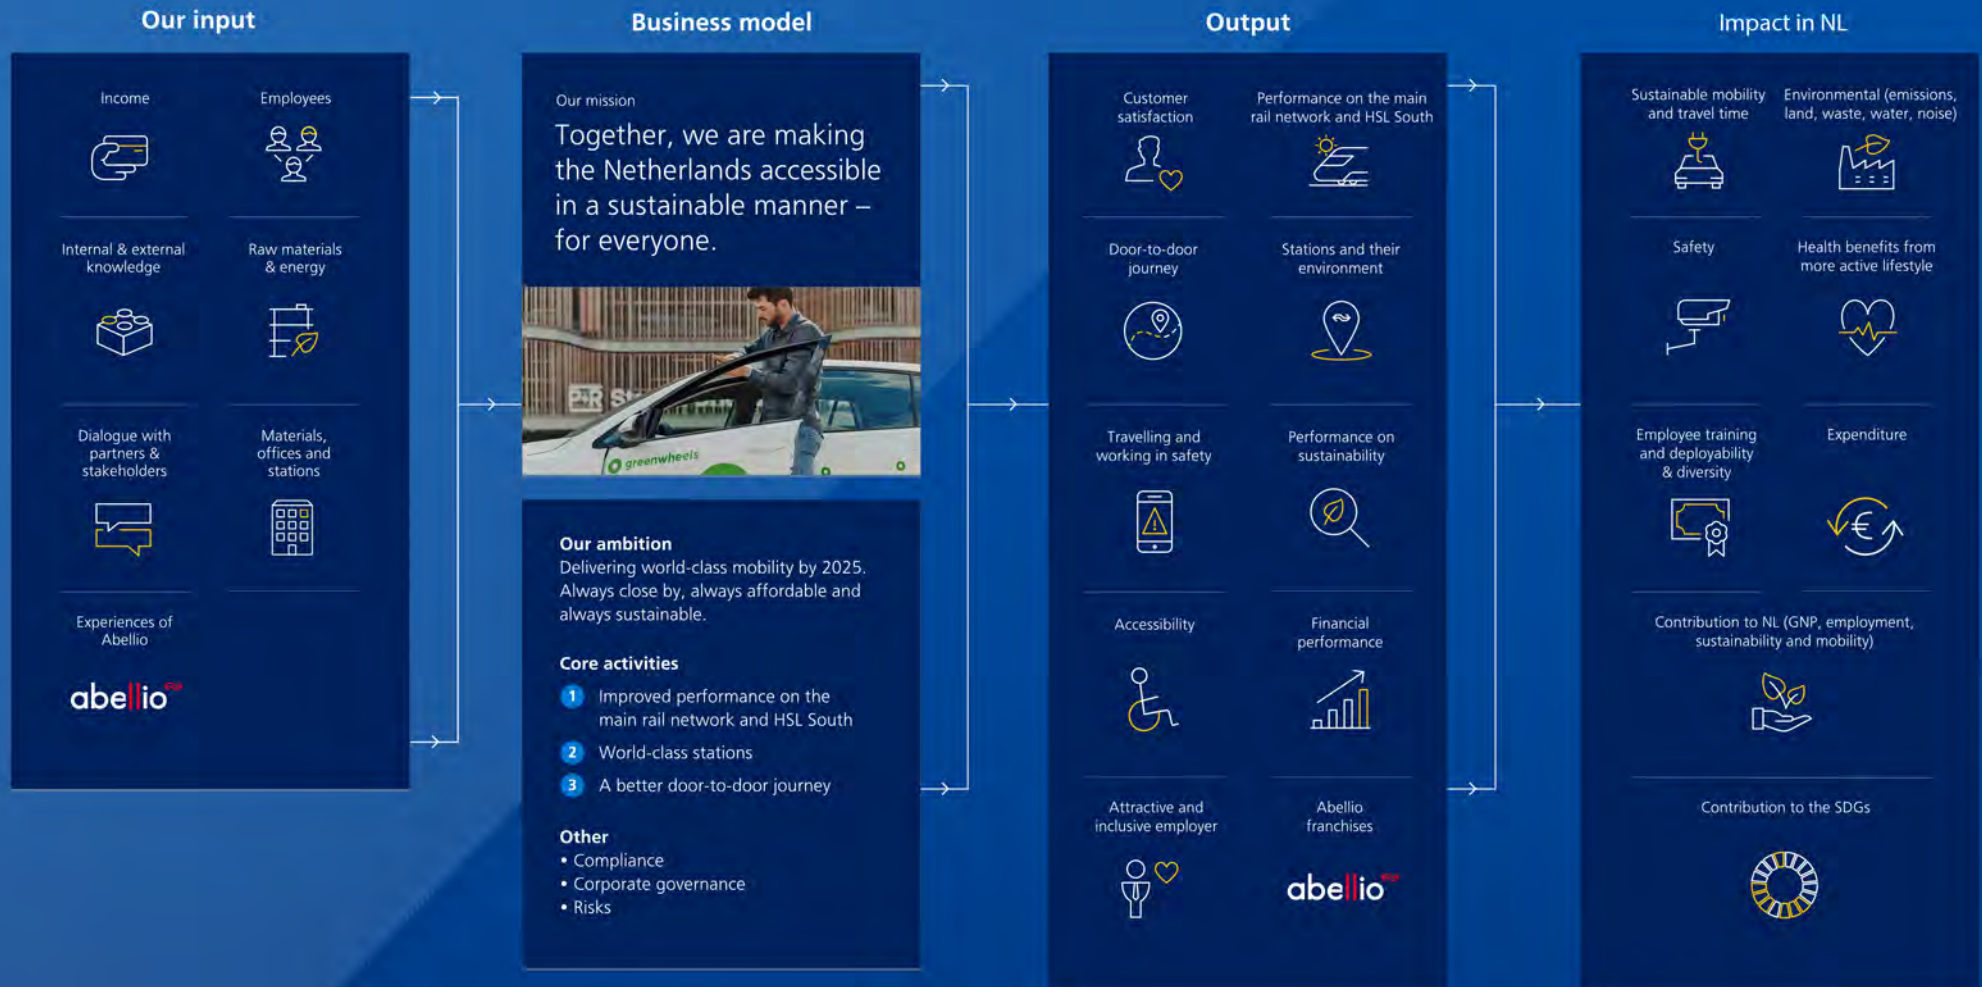 Our input
Income
Employees
Internal & external
knowledge
Raw materials
& energy
Dialogue with
partners &
stakeholders
Materials,
offices and
stations
Experiences of
Abellio
abellio
Business model
Our mission
Together, we are making
the Netherlands accessible
in a sustainable manner –
for everyone.
P+R
greenwheels
Our ambition
Delivering world-class mobility by 2025.
Always close by, always affordable and
always sustainable.
Core activities
1 Improved performance on the
main rail network and HSL South
2 World-class stations
3 A better door-to-door journey
Other
• Compliance
• Corporate governance
• Risks
Output
Customer
satisfaction
Performance on the main
rail network and HSL South
Door-to-door
journey
Stations and their
environment
Travelling and
working in safety
Performance on
sustainability
Accessibility
Financial
performance
Attractive and
inclusive employer
Abellio
franchises
abellio
Impact in NL
Sustainable mobility
and travel time
Environmental (emissions,
land, waste, water, noise)
Safety
Health benefits from
more active lifestyle
Employee training
and deployability
& diversity
Expenditure
€
Contribution to NL (GNP, employment,
sustainability and mobility)
Contribution to the SDGs